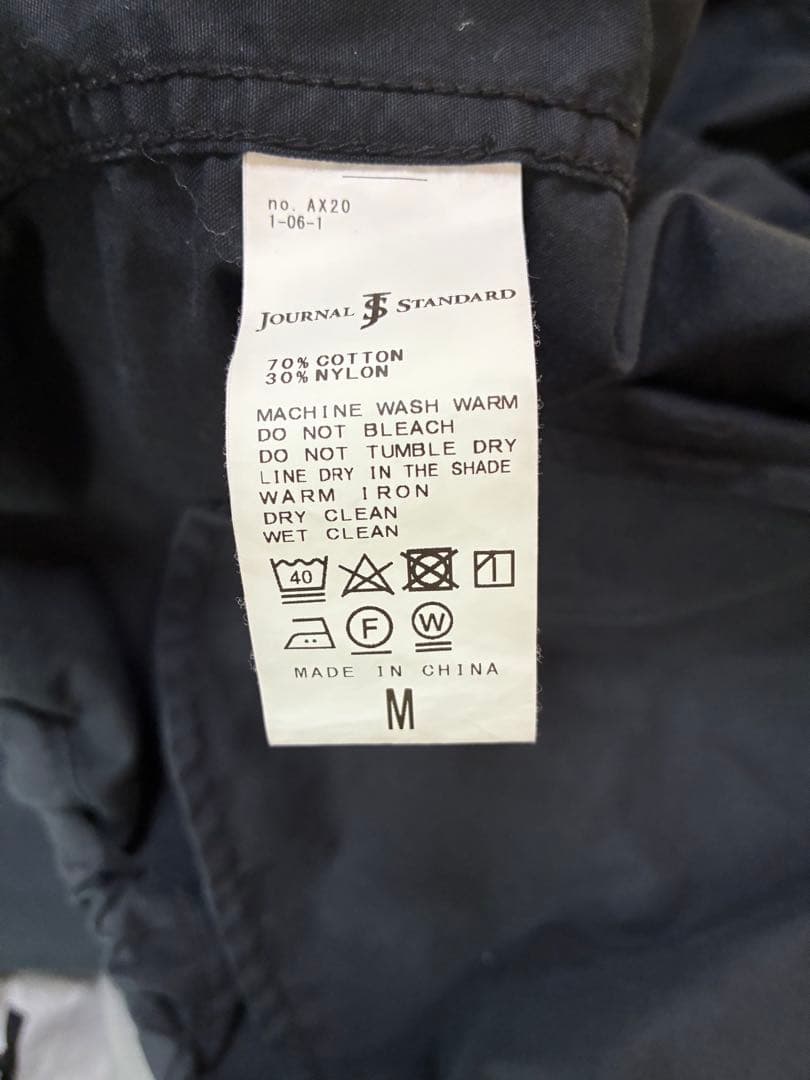 no. AX20
1-06-1
JOURNAL JS STANDARD
70% COTTON
30% NYLON
MACHINE WASH WARM
DO NOT BLEACH
DO NOT TUMBLE DRY
LINE DRY IN THE SHADE
WARM IRON
DRY CLEAN
WET CLEAN
40
F W
MADE IN CHINA
M